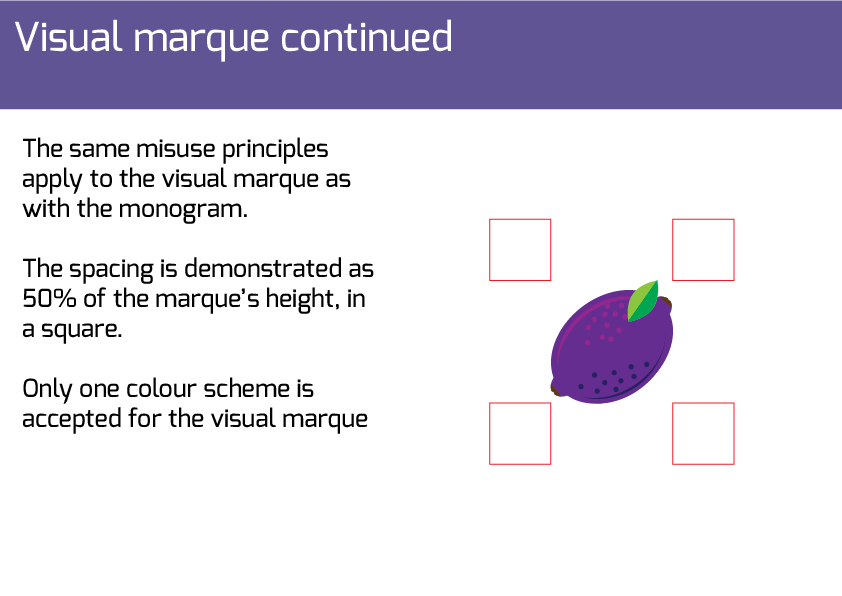 Visual marque continued
The same misuse principles
apply to the visual marque as
with the monogram.
The spacing is demonstrated as
50% of the marque’s height, in
a square.
Only one colour scheme is
accepted for the visual marque